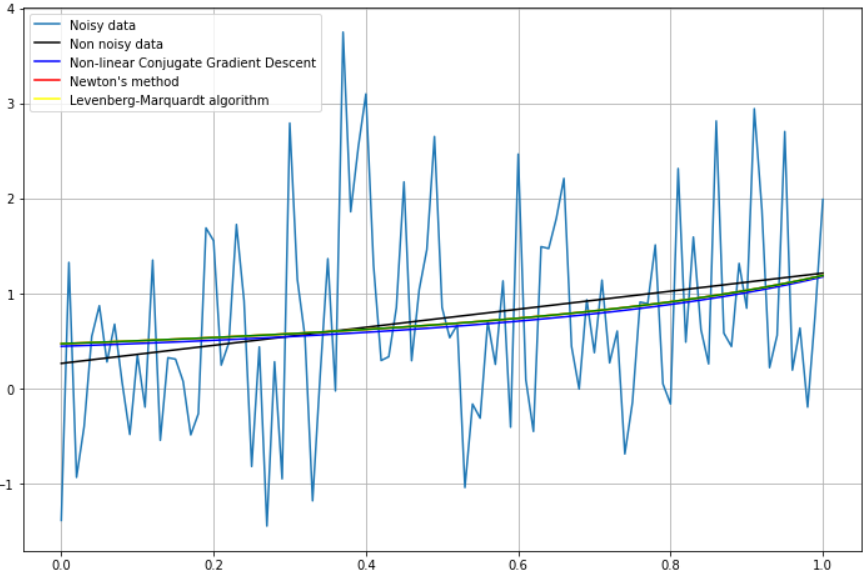 4
Noisy data
Non noisy data
Non-linear Conjugate Gradient Descent
Newton's method
Levenberg-Marquardt algorithm
3
2
1
0
−1
0.0 0.2 0.4 0.6 0.8 1.0